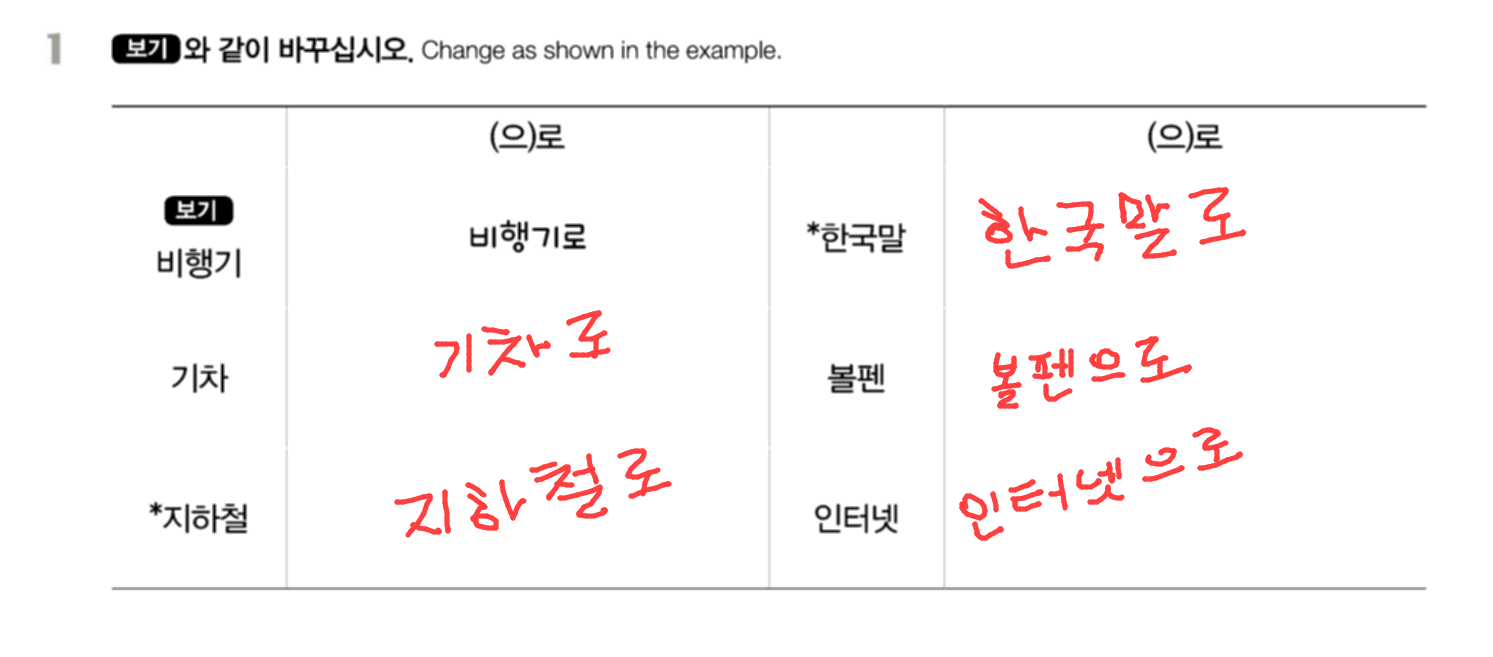 1 보기 와 같이 바꾸십시오. Change as shown in the example.
(으)로 (으)로
보기
비행기 비행기로 *한국말 한국말로
기차 기차로 볼펜 볼펜으로
*지하철 지하철로 인터넷 인터넷으로